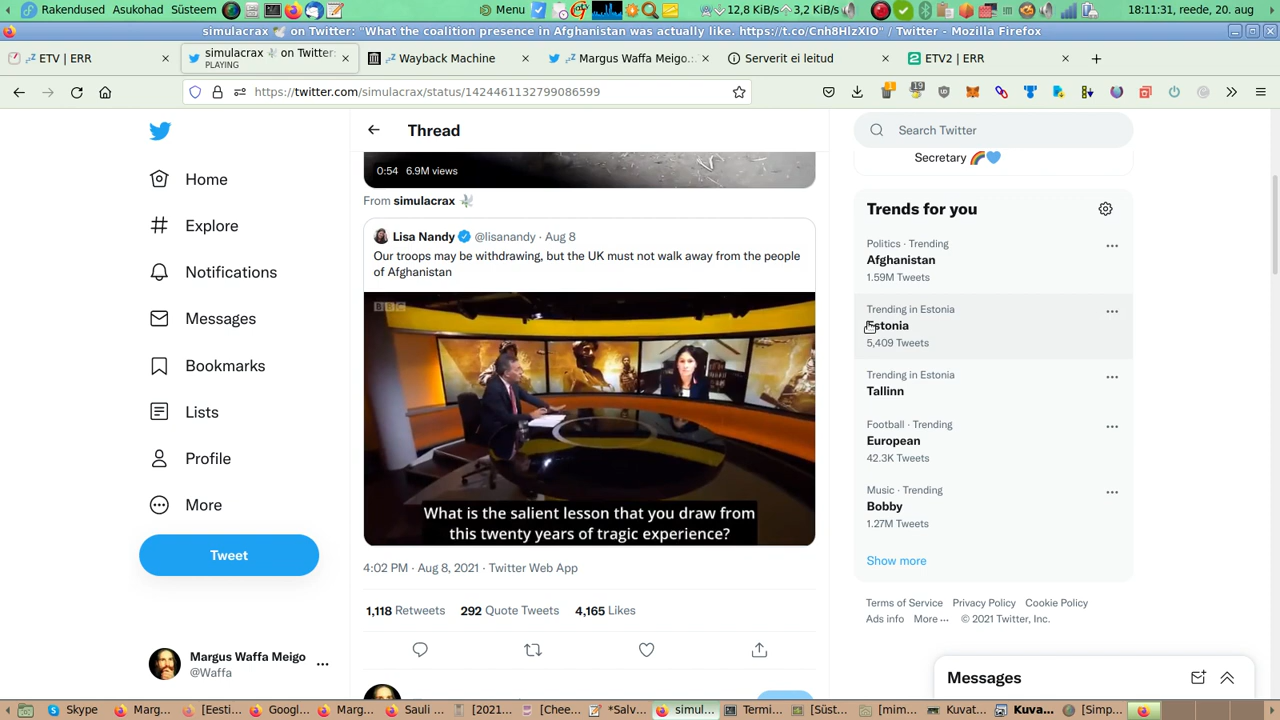 Rakendused Asukohad Süsteem
Menu
12,8 KiB/s 3,2 KiB/s
18:11:31, reede, 20. aug
simulacrax 🕊 on Twitter: "What the coalition presence in Afghanistan was actually like. https://t.co/Cnh8HlzXIO" / Twitter - Mozilla Firefox
ETV | ERR
simulacrax 🕊 on Twitter:
PLAYING
Wayback Machine
Margus Waffa Meigo
Serverit ei leitud
ETV2 | ERR
https://twitter.com/simulacrax/status/1424461132799086599
Home
Explore
Notifications
Messages
Bookmarks
Lists
Profile
More
Tweet
Margus Waffa Meigo
@Waffa
Thread
0:54 6.9M views
From simulacrax 🕊
Lisa Nandy @lisanandy · Aug 8
Our troops may be withdrawing, but the UK must not walk away from the people
of Afghanistan
BBC
What is the salient lesson that you draw from
this twenty years of tragic experience?
4:02 PM · Aug 8, 2021 · Twitter Web App
1,118 Retweets 292 Quote Tweets 4,165 Likes
Search Twitter
Secretary 🌈💙
Trends for you
Politics · Trending
Afghanistan
1.59M Tweets
Trending in Estonia
Estonia
5,409 Tweets
Trending in Estonia
Tallinn
Football · Trending
European
42.3K Tweets
Music · Trending
Bobby
1.27M Tweets
Show more
Terms of Service Privacy Policy Cookie Policy
Ads info More ··· © 2021 Twitter, Inc.
Messages
Skype
Marg...
[Eesti...
Googl...
Marg...
Sauli ...
[2021...
[Chee...
*Salv...
simul...
Termi...
[Süst...
[mim...
Kuvat...
Kuva...
[Simp...